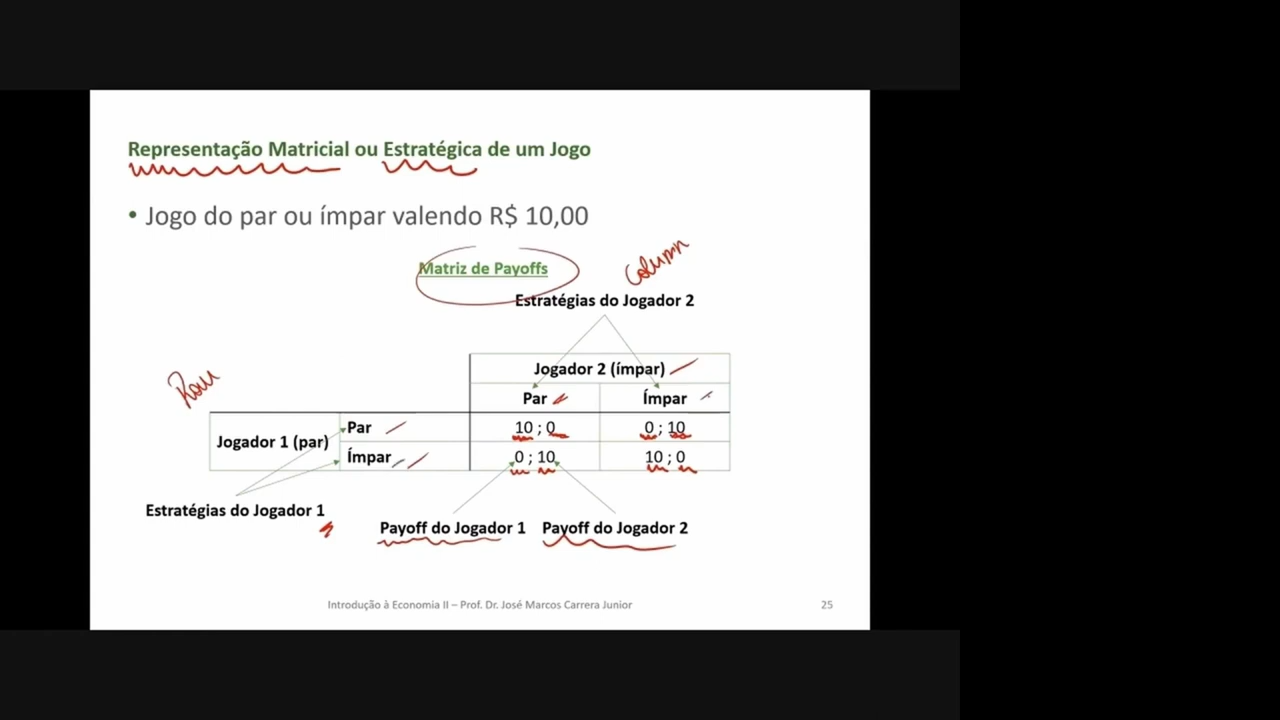 Representação Matricial ou Estratégica de um Jogo
• Jogo do par ou ímpar valendo R$ 10,00
Matriz de Payoffs
Column
Estratégias do Jogador 2
Row
Jogador 2 (ímpar)
Par Ímpar
Jogador 1 (par) Par 10 ; 0 0 ; 10
Ímpar 0 ; 10 10 ; 0
Estratégias do Jogador 1
Payoff do Jogador 1 Payoff do Jogador 2
Introdução à Economia II – Prof. Dr. José Marcos Carrera Junior 25